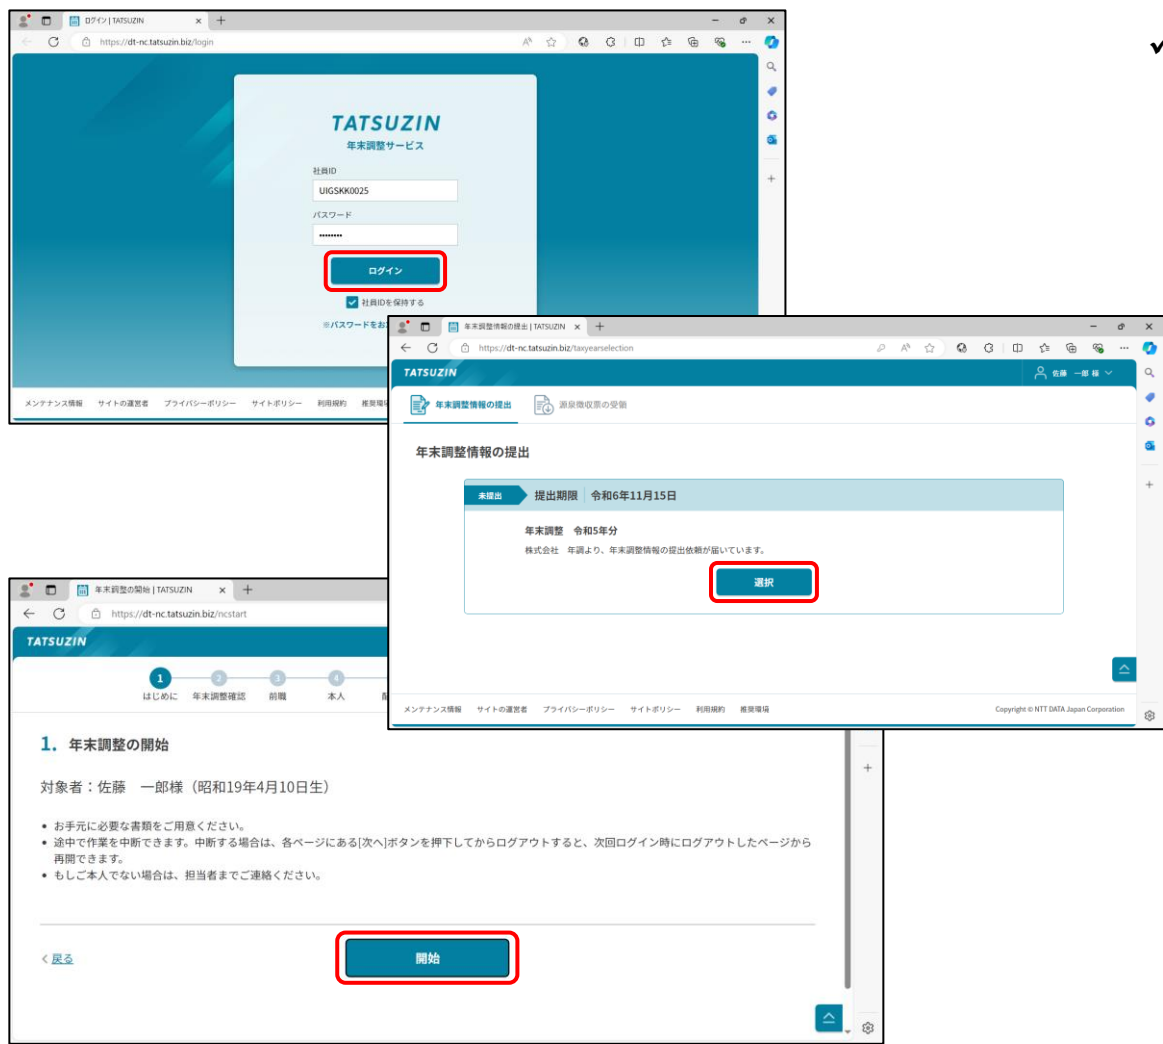 ログイン | TATSUZIN
https://dt-nc.tatsuzin.biz/login
TATSUZIN
年末調整サービス
社員ID
UIGSKK0025
パスワード
ログイン
社員IDを保持する
※パスワードをお
メンテナンス情報 サイトの運営者 プライバシーポリシー サイトポリシー 利用規約 推奨環境
年末調整情報の提出 | TATSUZIN
https://dt-nc.tatsuzin.biz/taxyearselection
TATSUZIN 佐藤 一郎 様
年末調整情報の提出 源泉徴収票の受領
年末調整情報の提出
未提出 提出期限 令和6年11月15日
年末調整 令和5年分
株式会社 年調より、年末調整情報の提出依頼が届いています。
選択
メンテナンス情報 サイトの運営者 プライバシーポリシー サイトポリシー 利用規約 推奨環境 Copyright © NTT DATA Japan Corporation
年末調整の開始 | TATSUZIN
https://dt-nc.tatsuzin.biz/ncstart
TATSUZIN
1 2 3 4
はじめに 年末調整確認 前職 本人
1. 年末調整の開始
対象者：佐藤 一郎様（昭和19年4月10日生）
• お手元に必要な書類をご用意ください。
• 途中で作業を中断できます。中断する場合は、各ページにある[次へ]ボタンを押下してからログアウトすると、次回ログイン時にログアウトしたページから
再開できます。
• もしご本人でない場合は、担当者までご連絡ください。
戻る
開始